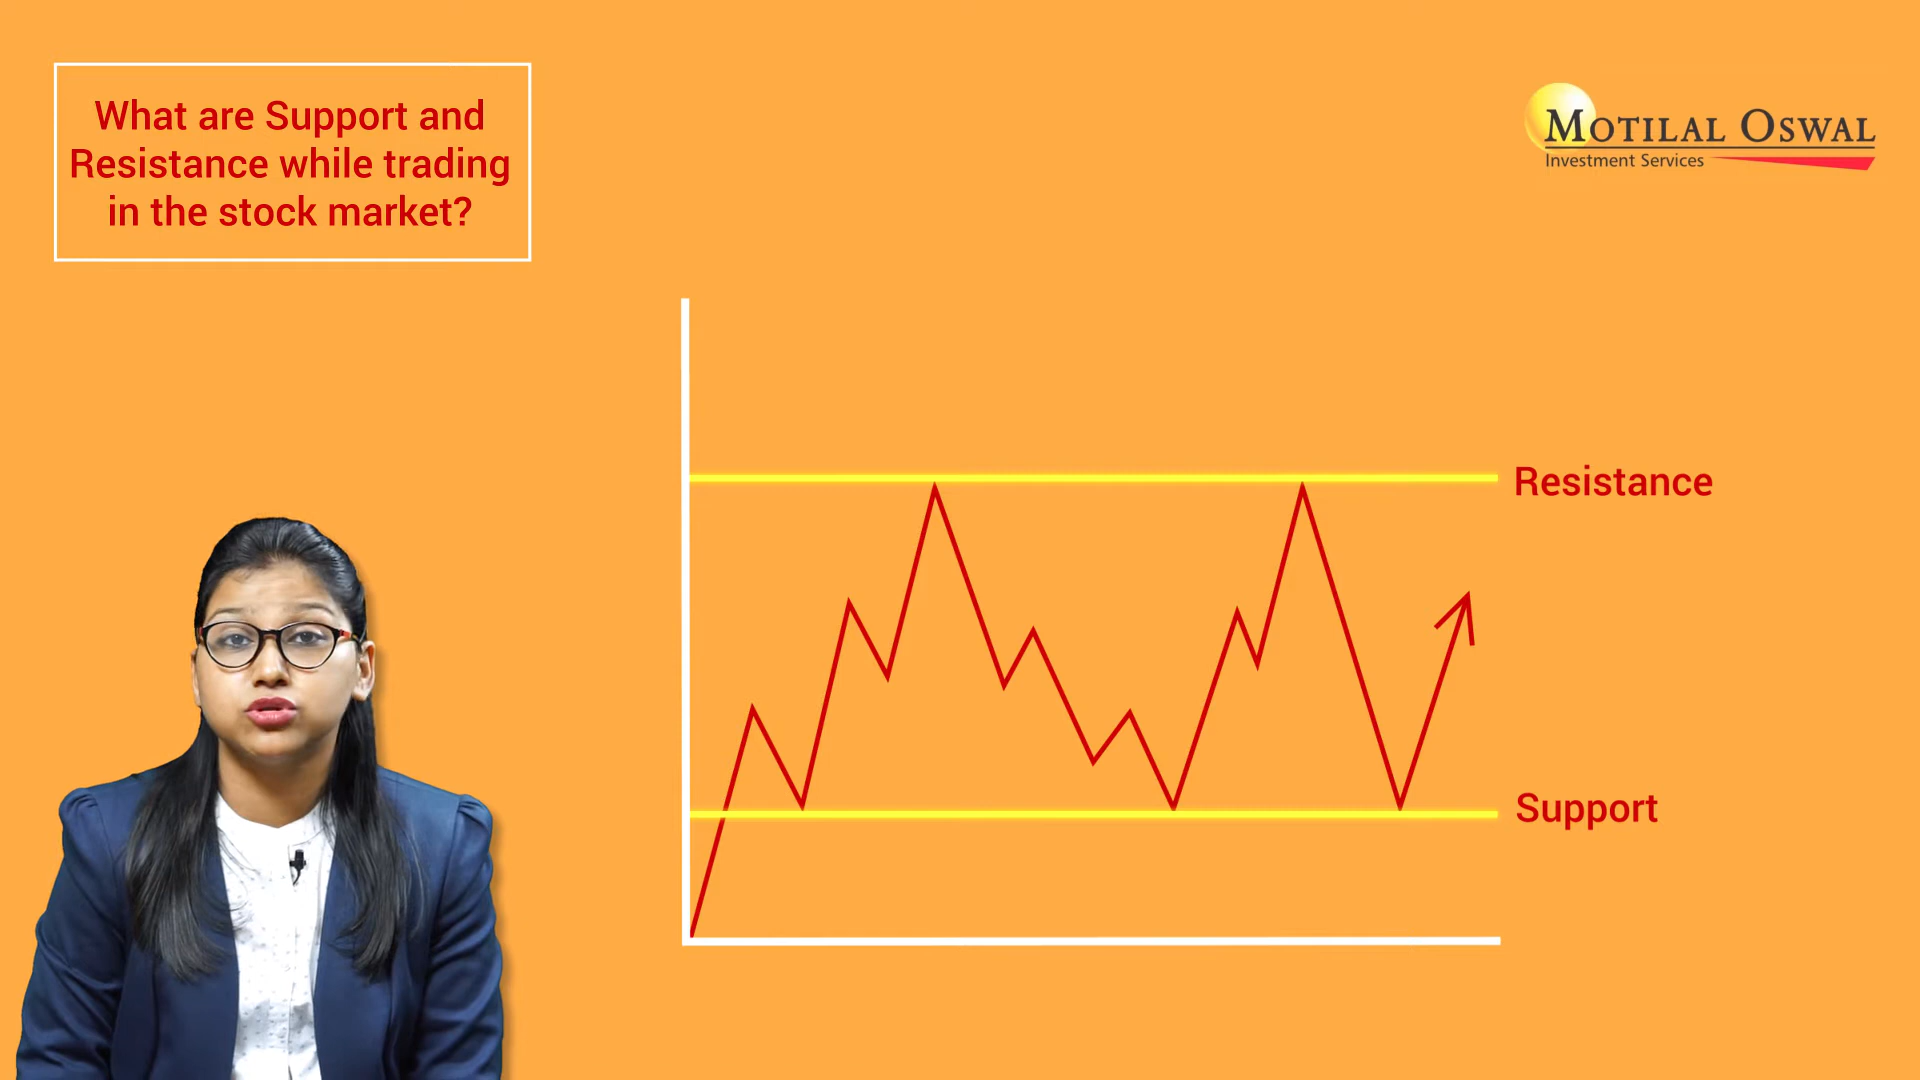 What are Support and
Resistance while trading
in the stock market?
MOTILAL OSWAL
Investment Services
Resistance
Support